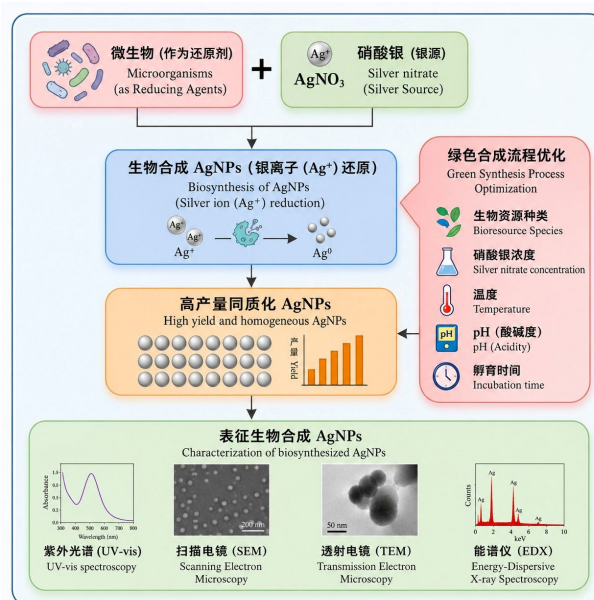 微生物（作为还原剂）
Microorganisms
(as Reducing Agents)
+
Ag⁺
AgNO₃
硝酸银（银源）
Silver nitrate
(Silver Source)
生物合成 AgNPs（银离子 (Ag⁺) 还原）
Biosynthesis of AgNPs
(Silver ion (Ag⁺) reduction)
Ag⁺
Ag⁺
Ag⁺
Ag⁰
绿色合成流程优化
Green Synthesis Process
Optimization
生物资源种类
Bioresource Species
硝酸银浓度
Silver nitrate concentration
温度
Temperature
pH
pH（酸碱度）
pH (Acidity)
孵育时间
Incubation time
高产量同质化 AgNPs
High yield and homogeneous AgNPs
产量 Yield
表征生物合成 AgNPs
Characterization of biosynthesized AgNPs
Absorbance
300 400 500 600 700 800
Wavelength (nm)
紫外光谱 (UV-vis)
UV-vis spectroscopy
200 nm
扫描电镜（SEM）
Scanning Electron
Microscopy
50 nm
透射电镜（TEM）
Transmission Electron
Microscopy
Counts
Ag
Ag
Ag
Ag
Ag
0 2 4 6 8 10
keV
能谱仪（EDX）
Energy-Dispersive
X-ray Spectroscopy